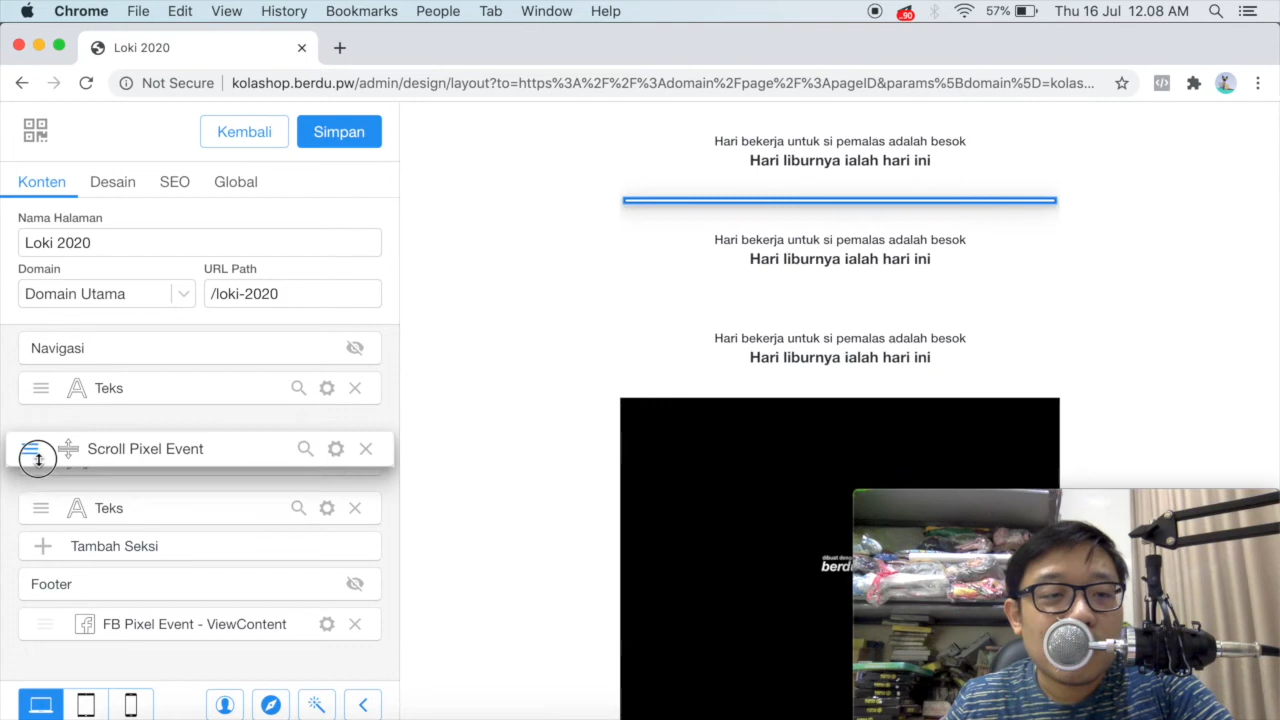 Chrome File Edit View History Bookmarks People Tab Window Help 90 57% Thu 16 Jul 12.08 AM
Loki 2020
Not Secure kolashop.berdu.pw/admin/design/layout?to=https%3A%2F%2F%3Adomain%2Fpage%2F%3ApageID&params%5Bdomain%5D=kolas...
Kembali Simpan
Konten Desain SEO Global
Nama Halaman
Loki 2020
Domain URL Path
Domain Utama /loki-2020
Navigasi
Teks
Scroll Pixel Event
Teks
Tambah Seksi
Footer
FB Pixel Event - ViewContent
Hari bekerja untuk si pemalas adalah besok
Hari liburnya ialah hari ini
Hari bekerja untuk si pemalas adalah besok
Hari liburnya ialah hari ini
Hari bekerja untuk si pemalas adalah besok
Hari liburnya ialah hari ini